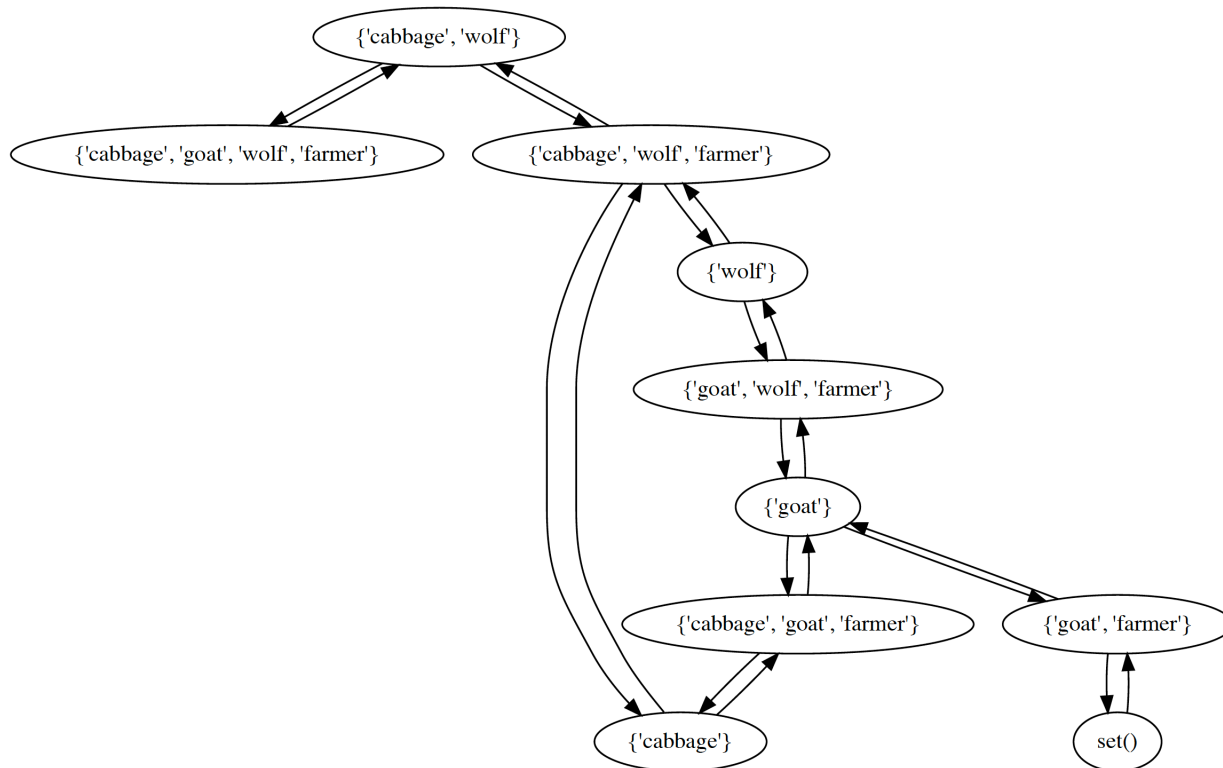 {'cabbage', 'wolf'}
{'cabbage', 'goat', 'wolf', 'farmer'}
{'cabbage', 'wolf', 'farmer'}
{'wolf'}
{'goat', 'wolf', 'farmer'}
{'goat'}
{'cabbage', 'goat', 'farmer'}
{'goat', 'farmer'}
{'cabbage'}
set()